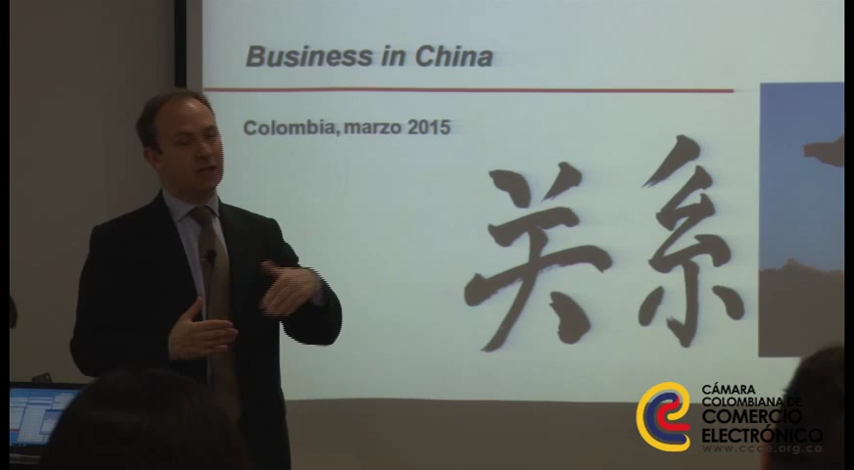 Business in China
Colombia, marzo 2015
关系
CÁMARA
COLOMBIANA DE
COMERCIO
ELECTRÓNICO
www.ccce.org.co